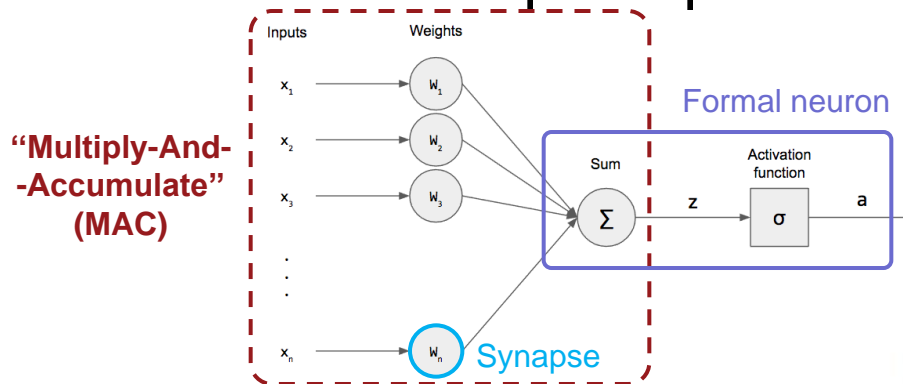 Inputs
Weights
x1
W1
x2
W2
x3
W3
.
.
.
xn
Wn
Synapse
“Multiply-And-
-Accumulate”
(MAC)
Formal neuron
Sum
Σ
z
Activation
function
σ
a